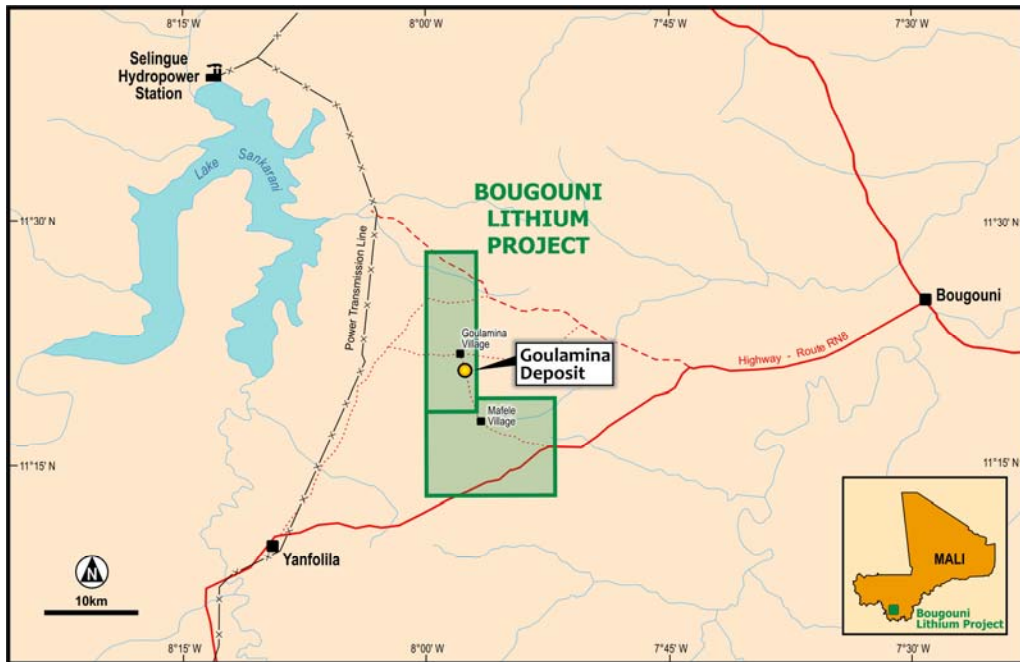 8°15' W
8°00' W
7°45' W
7°30' W
Selingue
Hydropower
Station
Lake Sankarani
BOUGOUNI
LITHIUM
PROJECT
11°30' N
11°30' N
Power Transmission Line
Bougouni
Goulamina
Village
Goulamina
Deposit
Highway - Route RN8
Mafele
Village
11°15' N
11°15' N
Yanfolila
N
10km
MALI
Bougouni
Lithium Project
8°15' W
8°00' W
7°45' W
7°30' W